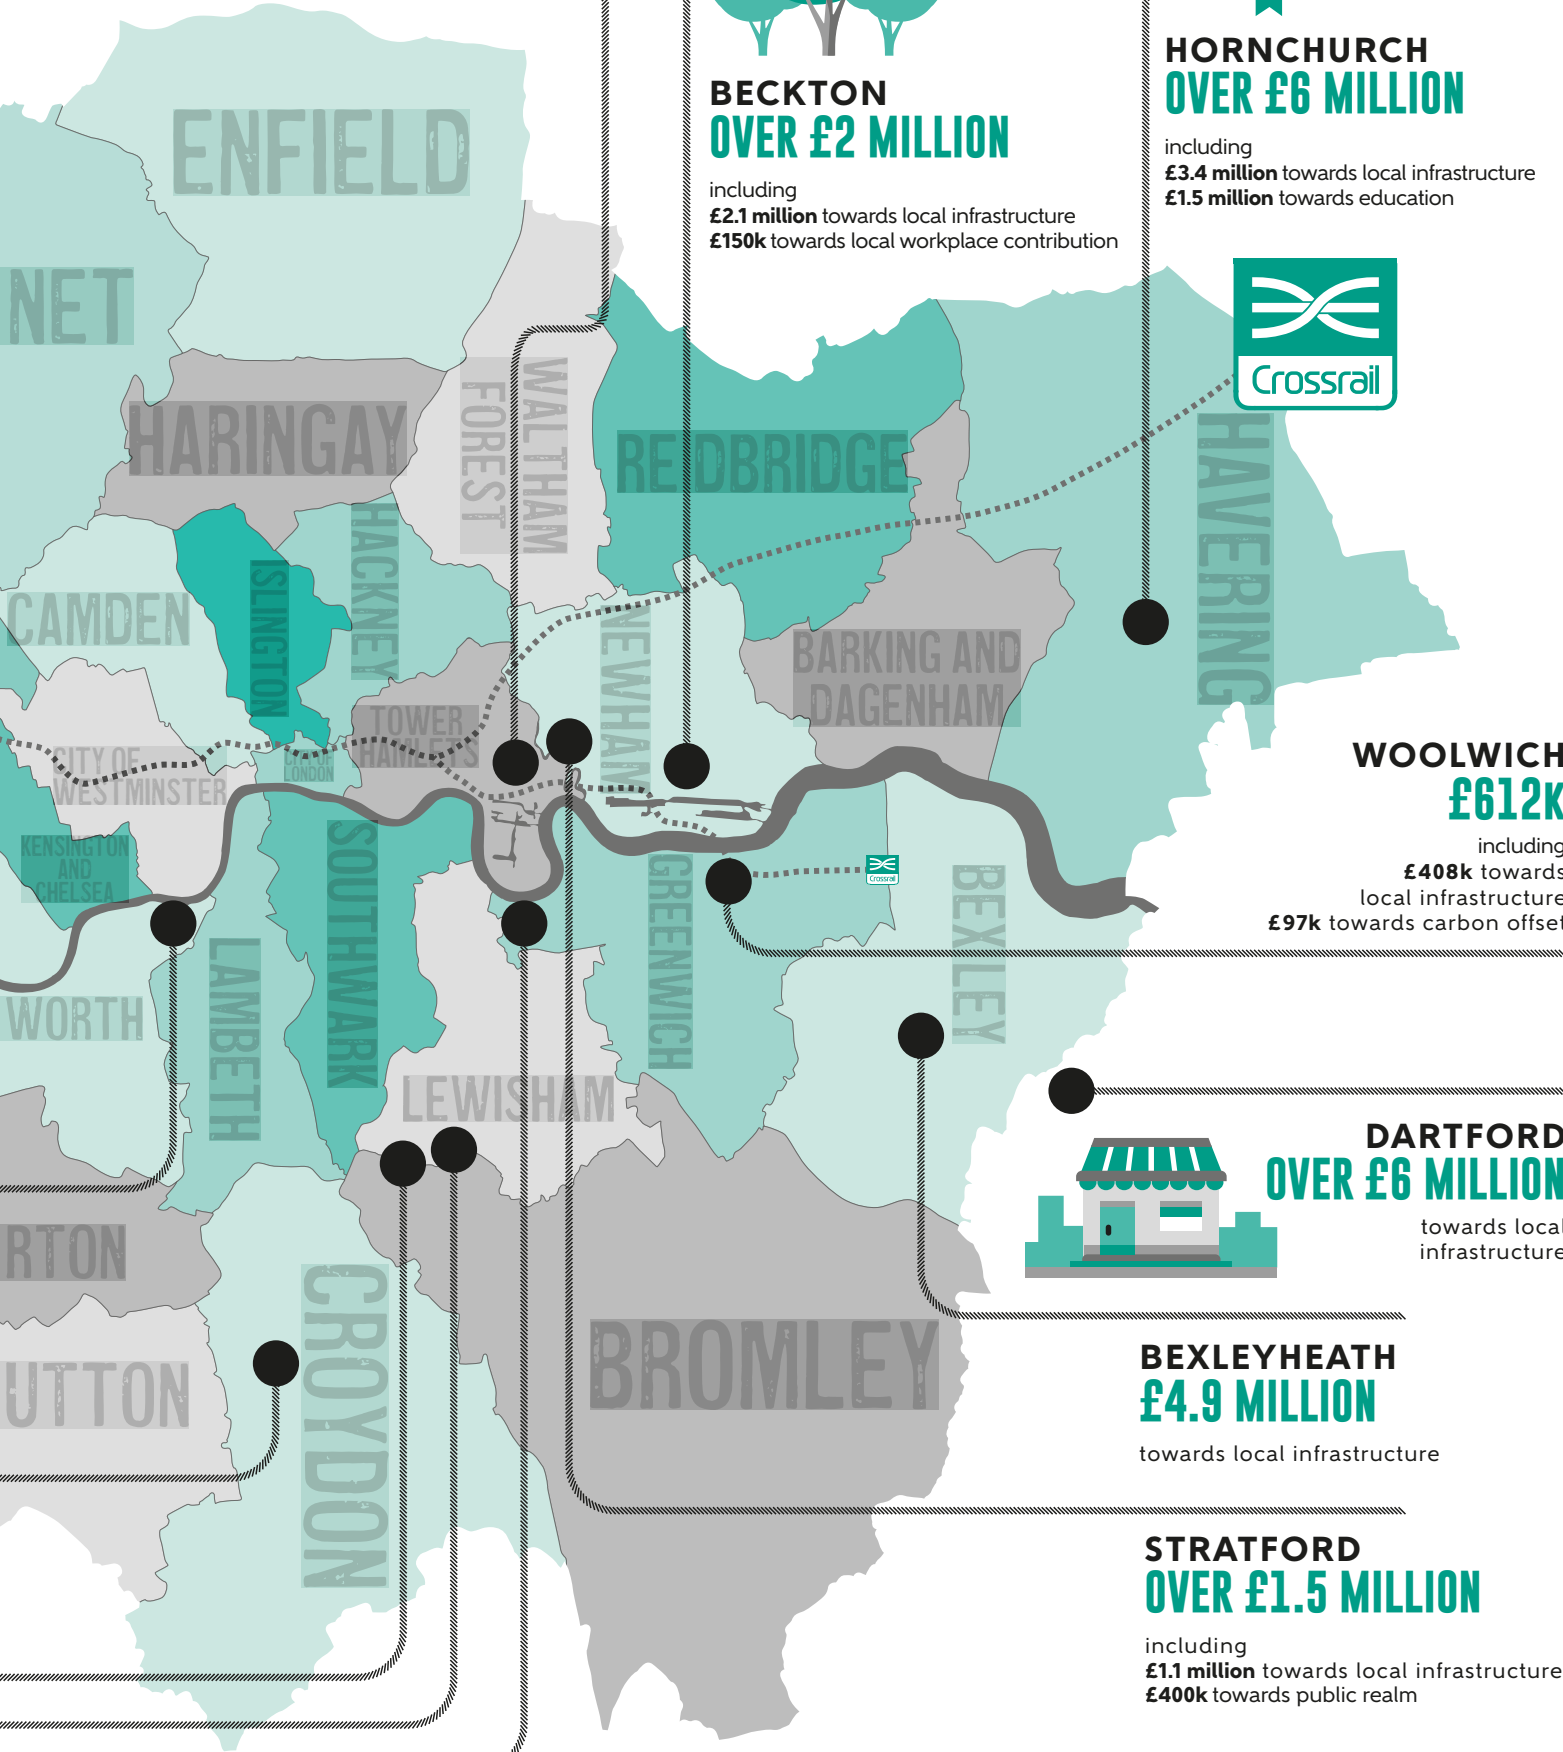 BECKTON
OVER £2 MILLION
including
£2.1 million towards local infrastructure
£150k towards local workplace contribution
HORNCHURCH
OVER £6 MILLION
including
£3.4 million towards local infrastructure
£1.5 million towards education
Crossrail
ENFIELD
NET
HARINGAY
WALTHAM
FOREST
REDBRIDGE
HAVERING
CAMDEN
ISLINGTON
HACKNEY
NEWHAM
BARKING AND
DAGENHAM
TOWER
HAMLETS
CITY OF
LONDON
CITY OF
WESTMINSTER
KENSINGTON
AND
CHELSEA
SOUTHWARK
GREENWICH
Crossrail
BEXLEY
LAMBETH
WORTH
LEWISHAM
RTON
UTTON
CROYDON
BROMLEY
WOOLWICH
£612K
including
£408k towards
local infrastructure
£97k towards carbon offset
DARTFORD
OVER £6 MILLION
towards local
infrastructure
BEXLEYHEATH
£4.9 MILLION
towards local infrastructure
STRATFORD
OVER £1.5 MILLION
including
£1.1 million towards local infrastructure
£400k towards public realm